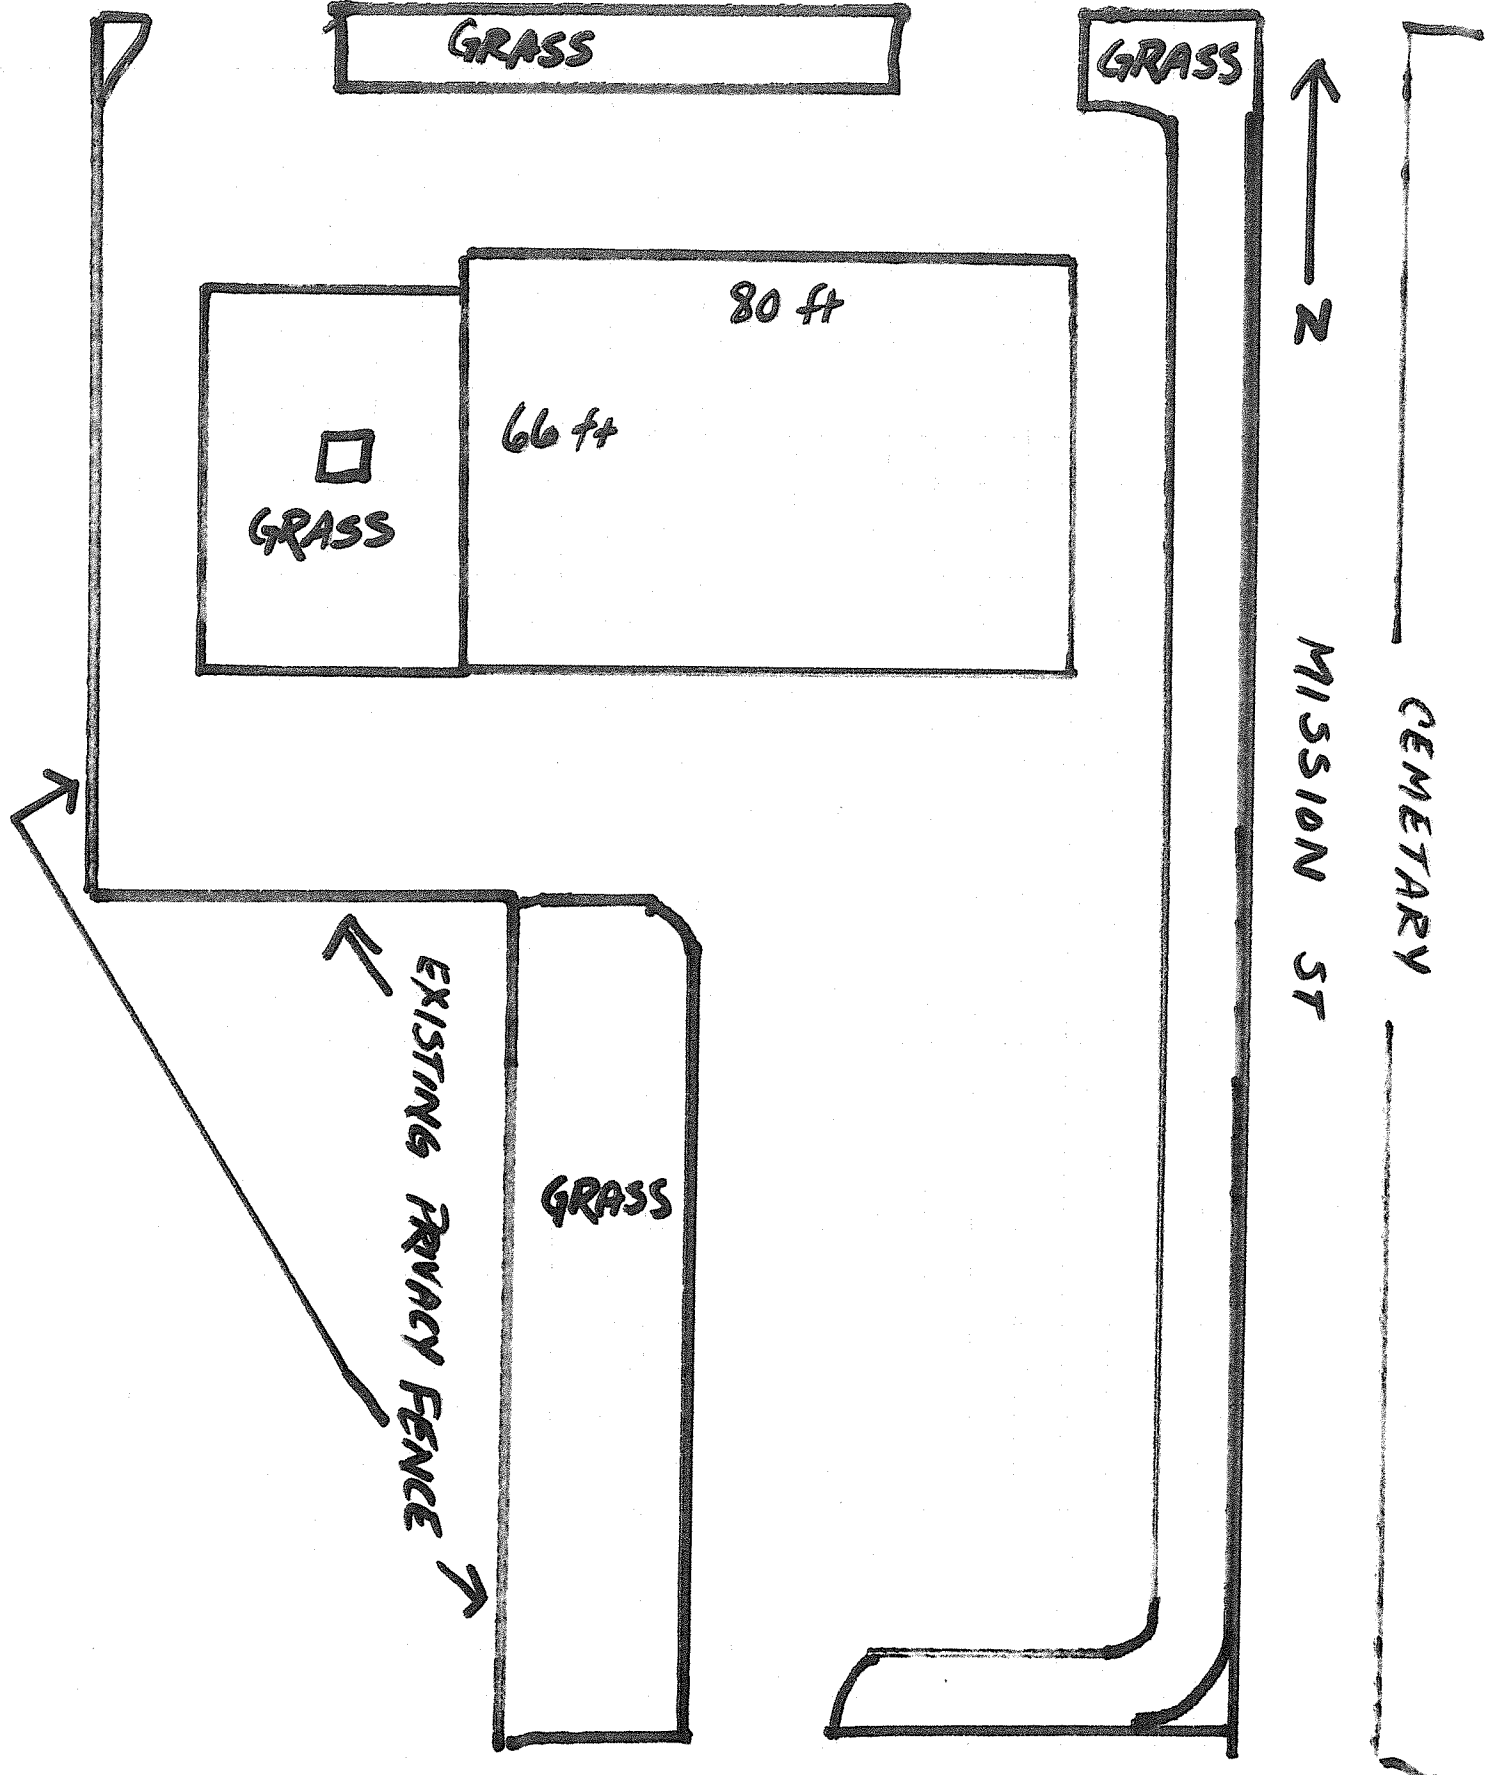 GRASS
GRASS
N
80 ft
66 ft
GRASS
MISSION ST
CEMETARY
EXISTING PRIVACY FENCE
GRASS